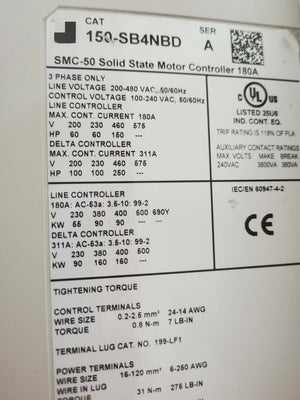 CAT
SER
150-SB4NBD
A
SMC-50 Solid State Motor Controller 180A
3 PHASE ONLY
LINE VOLTAGE 200-480 VAC, 50/60Hz
CONTROL VOLTAGE 100-240 VAC, 50/60Hz
LINE CONTROLLER
MAX. CONT. CURRENT 180A
V 200 230 460 575
HP 60 60 150 ---
DELTA CONTROLLER
MAX. CONT. CURRENT 311A
V 200 230 460 575
HP 100 100 250 ---
C UL US
LISTED 25U6
IND. CONT. EQ.
TRIP RATING IS 118% OF FLA
AUXILIARY CONTACT RATINGS
MAX VOLTS MAKE BREAK
240VAC 3600VA 360VA
LINE CONTROLLER
180A: AC-53a: 3.5-10: 99-2
V 230 380 400 500 690Y
KW 55 90 90 --- ---
DELTA CONTROLLER
311A: AC-53a: 3.5-10: 99-2
V 230 380 400 500
KW 90 160 160 ---
IEC/EN 60947-4-2
CE
TIGHTENING TORQUE
CONTROL TERMINALS
WIRE SIZE 0.2-2.5 mm² 24-14 AWG
TORQUE 0.8 N-m 7 LB-IN
TERMINAL LUG CAT. NO. 199-LF1
POWER TERMINALS
WIRE SIZE 16-120 mm² 6-250 AWG
WIRE IN LUG 31 N-m 275 LB-IN